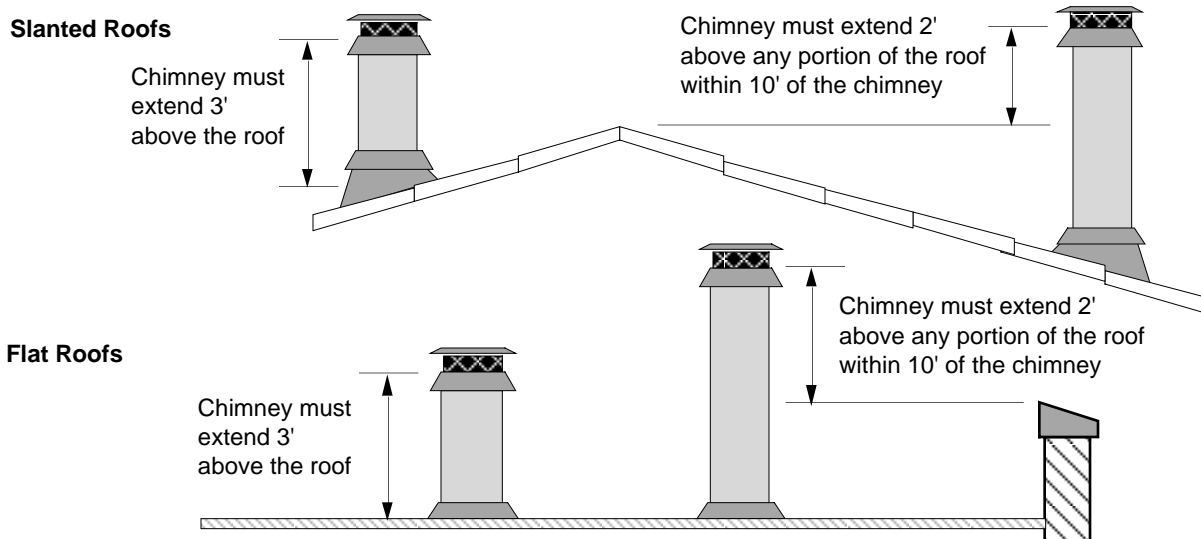 Slanted Roofs
Chimney must
extend 3'
above the roof
Chimney must extend 2'
above any portion of the roof
within 10' of the chimney
Flat Roofs
Chimney must
extend 3'
above the roof
Chimney must extend 2'
above any portion of the roof
within 10' of the chimney